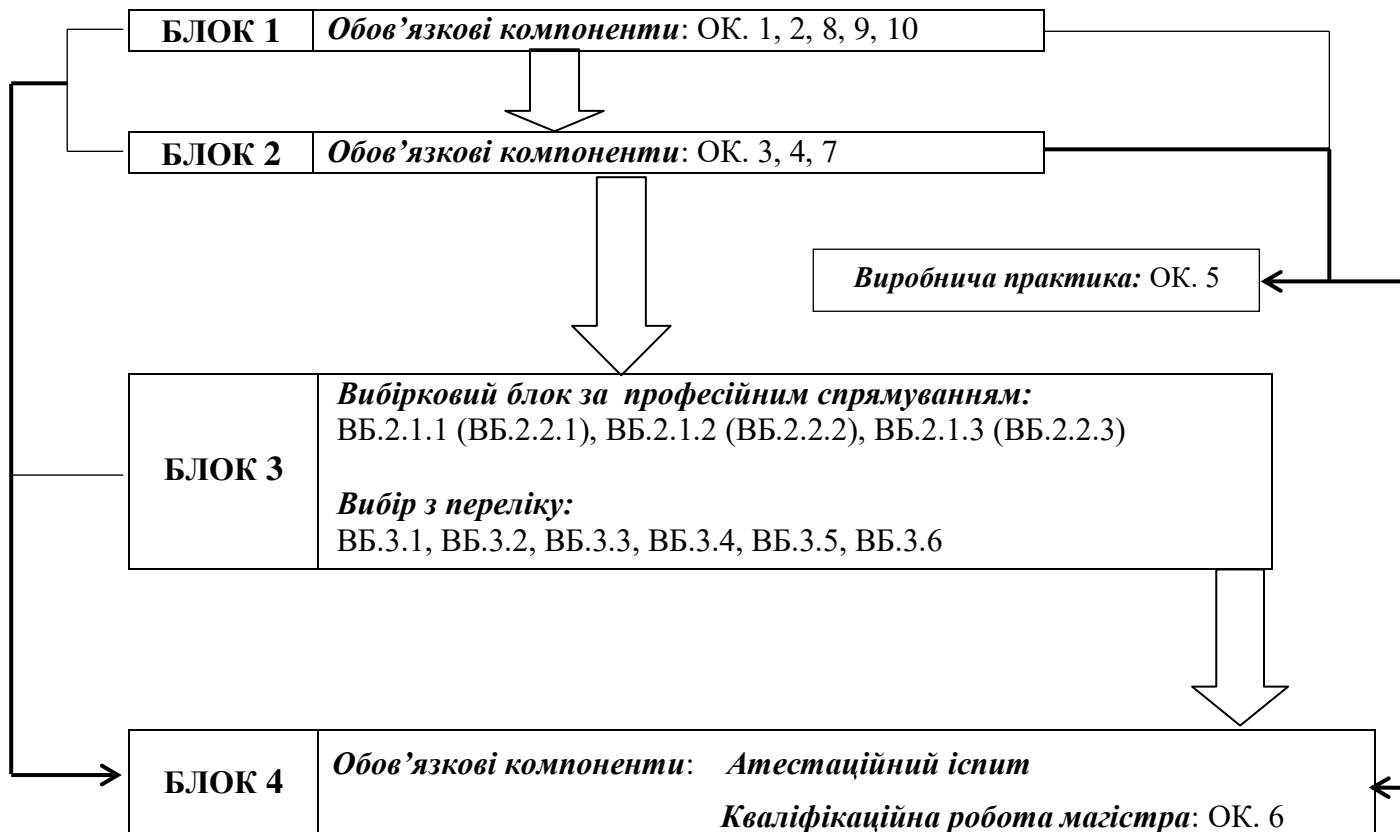 БЛОК 1 Обов’язкові компоненти: ОК. 1, 2, 8, 9, 10
БЛОК 2 Обов’язкові компоненти: ОК. 3, 4, 7
Виробнича практика: ОК. 5
БЛОК 3
Вибірковий блок за професійним спрямуванням:
ВБ.2.1.1 (ВБ.2.2.1), ВБ.2.1.2 (ВБ.2.2.2), ВБ.2.1.3 (ВБ.2.2.3)
Вибір з переліку:
ВБ.3.1, ВБ.3.2, ВБ.3.3, ВБ.3.4, ВБ.3.5, ВБ.3.6
БЛОК 4
Обов’язкові компоненти: Атестаційний іспит
Кваліфікаційна робота магістра: ОК. 6